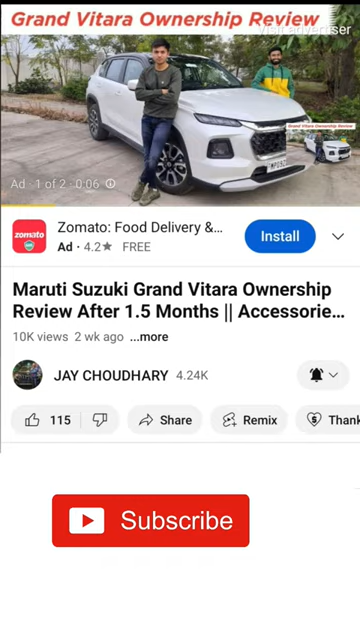 Grand Vitara Ownership Review
Visit advertiser
Grand Vitara Ownership Review
Ad · 1 of 2 · 0:06
zomato
Zomato: Food Delivery &...
Ad · 4.2★ FREE
Install
Maruti Suzuki Grand Vitara Ownership
Review After 1.5 Months || Accessorie...
10K views 2 wk ago ...more
JAY CHOUDHARY 4.24K
115
Share
Remix
Thank
Subscribe